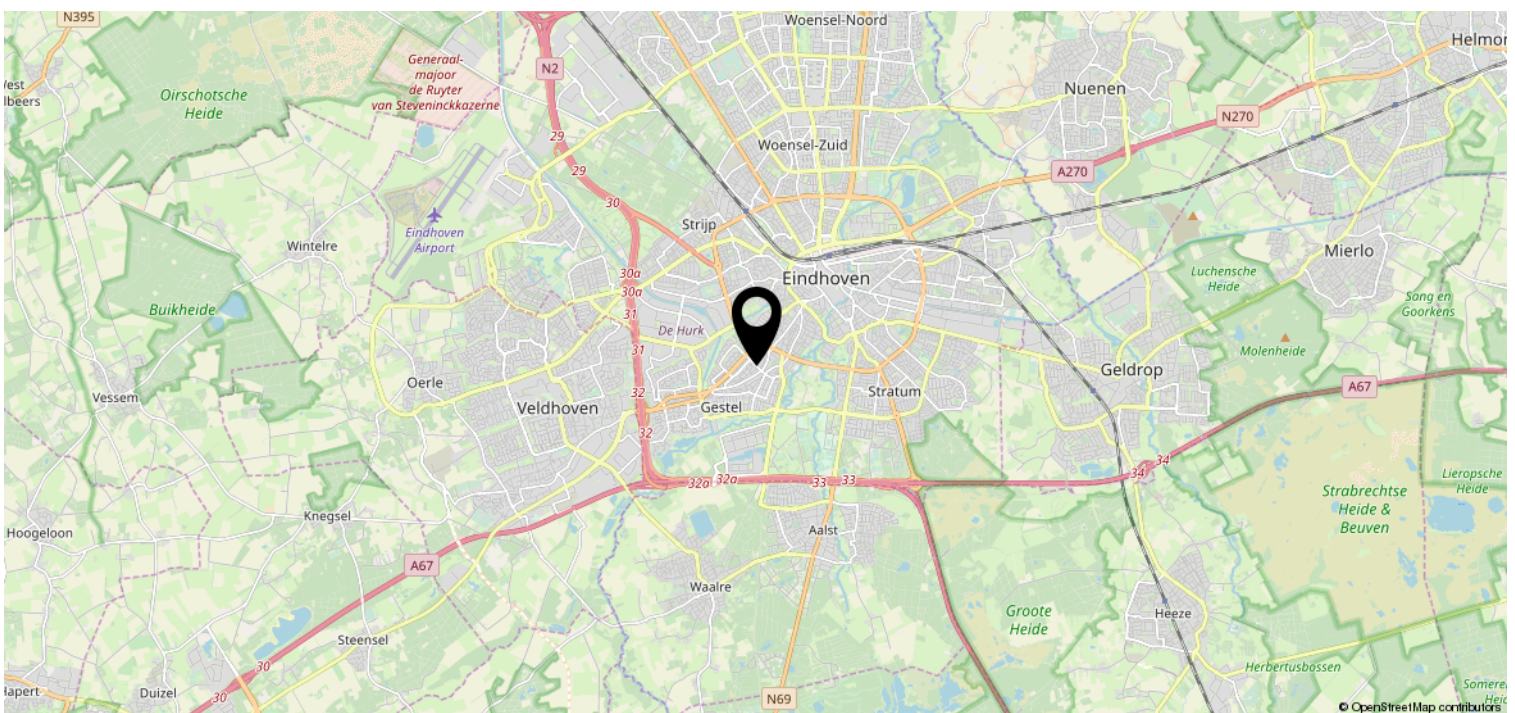 N395
Woensel-Noord
Helmon
Generaal-
majoor
de Ruyter
van Steveninckkazerne
N2
West
lbeers
Oirschotsche
Heide
Nuenen
N270
29
Woensel-Zuid
29
A270
30
Strijp
Eindhoven
Airport
Wintelre
Mierlo
30a
Eindhoven
Luchensche
Heide
30a
Buikheide
31
Sang en
Goorkens
De Hurk
31
Molenheide
Geldrop
Oerle
A67
32
Stratum
Vessem
Veldhoven
Gestel
32
34
34
32a
32a
33
33
Lieropsche
Heide
Strabrechtse
Heide &
Beuven
Knegsel
Hoogeloon
Aalst
A67
Waalre
Groote
Heide
Heeze
Steensel
30
Herbertusbossen
Hapert
Duizel
30
N69
Somere
Heid
© OpenStreetMap contributors